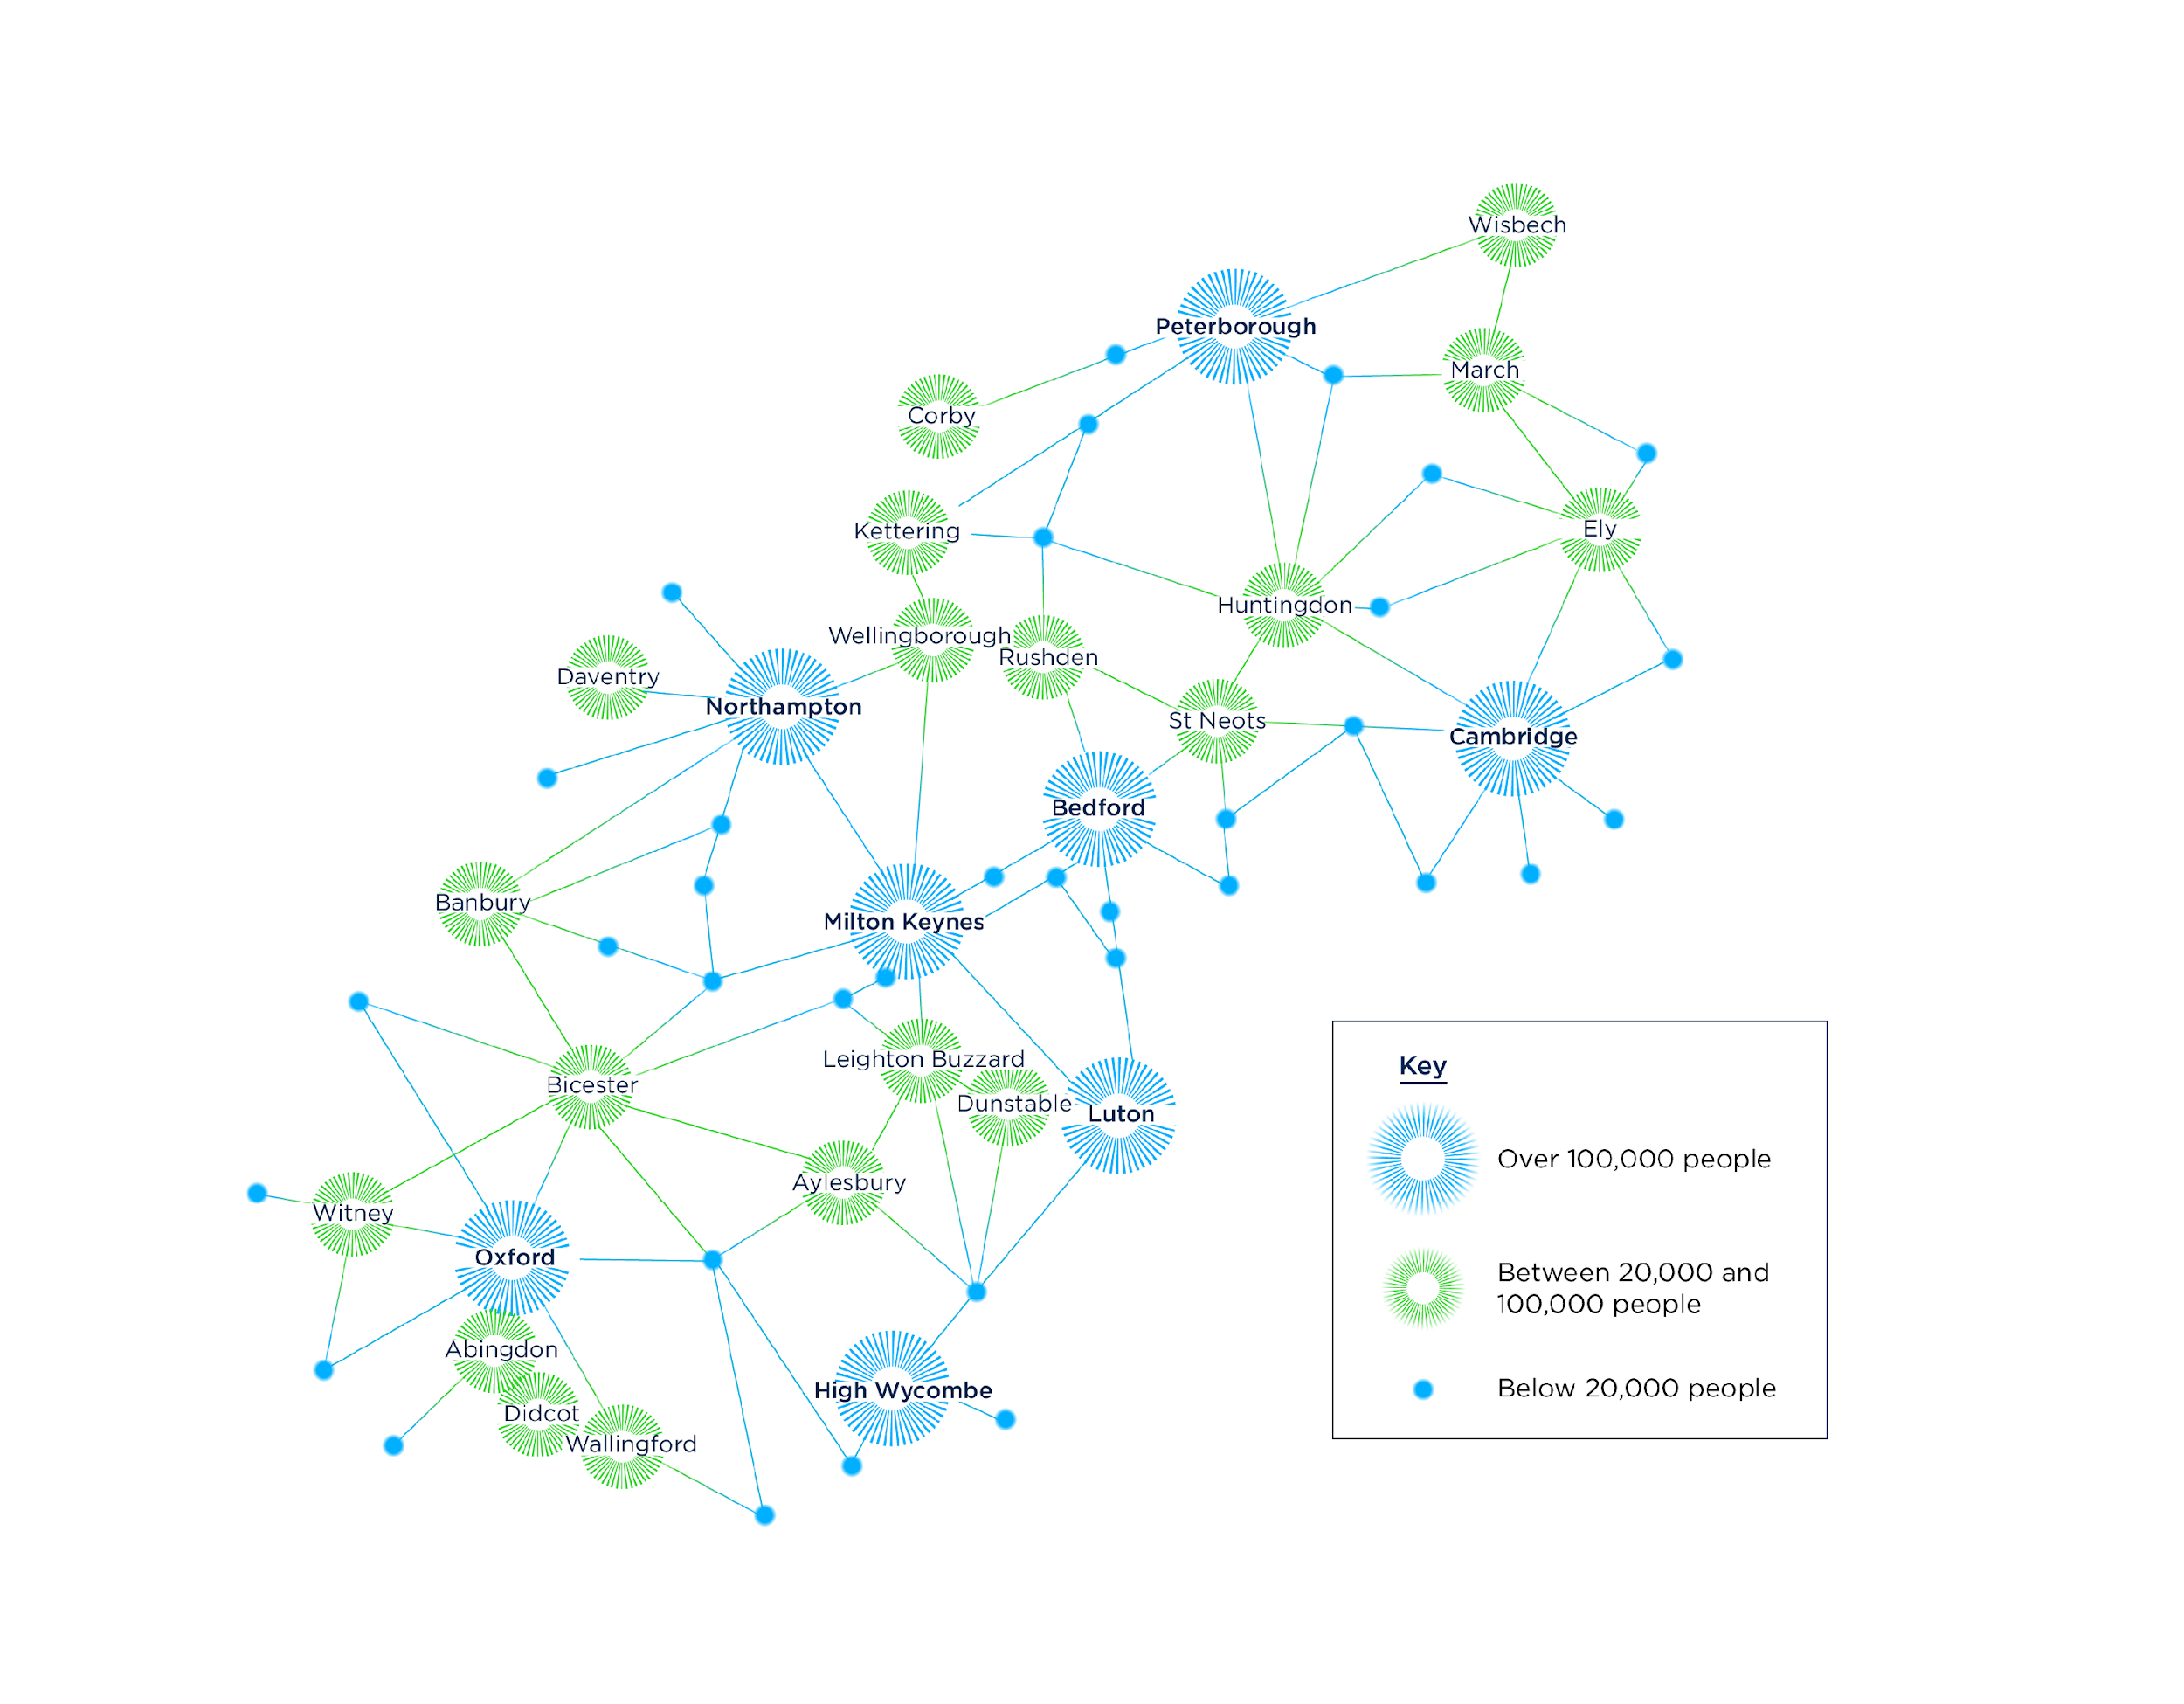 Wisbech
Peterborough
March
Corby
Ely
Kettering
Huntingdon
Wellingborough
Rushden
Daventry
Northampton
St Neots
Cambridge
Bedford
Banbury
Milton Keynes
Leighton Buzzard
Bicester
Dunstable
Luton
Aylesbury
Witney
Oxford
Abingdon
High Wycombe
Didcot
Wallingford
Key
Over 100,000 people
Between 20,000 and
100,000 people
Below 20,000 people